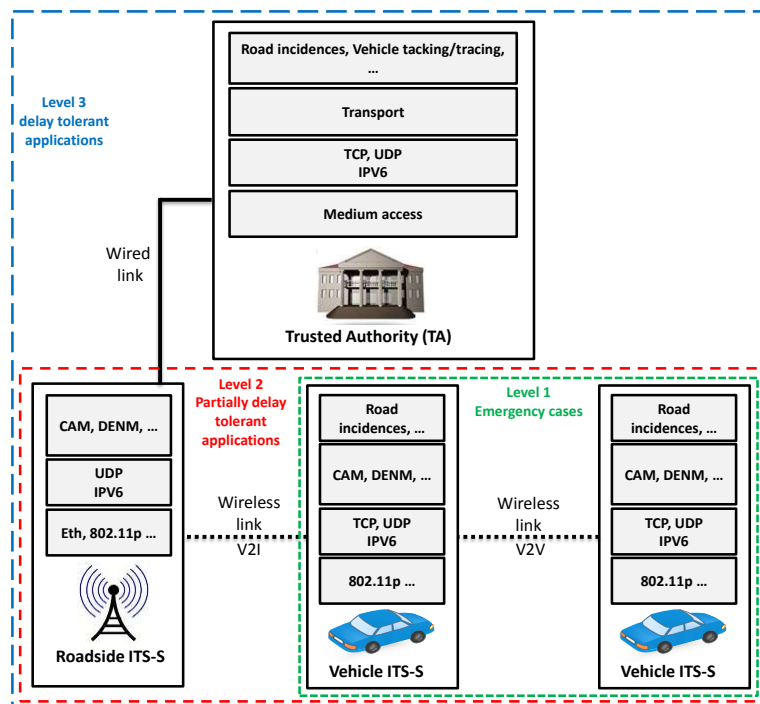 Road incidences, Vehicle tacking/tracing,
...
Level 3
delay tolerant
applications
Transport
TCP, UDP
IPV6
Medium access
Wired
link
Trusted Authority (TA)
Level 2
Partially delay
tolerant
applications
Level 1
Emergency cases
CAM, DENM, ...
UDP
IPV6
Eth, 802.11p ...
Roadside ITS-S
Wireless
link
V2I
Road
incidences, ...
CAM, DENM, ...
TCP, UDP
IPV6
802.11p ...
Vehicle ITS-S
Wireless
link
V2V
Road
incidences, ...
CAM, DENM, ...
TCP, UDP
IPV6
802.11p ...
Vehicle ITS-S